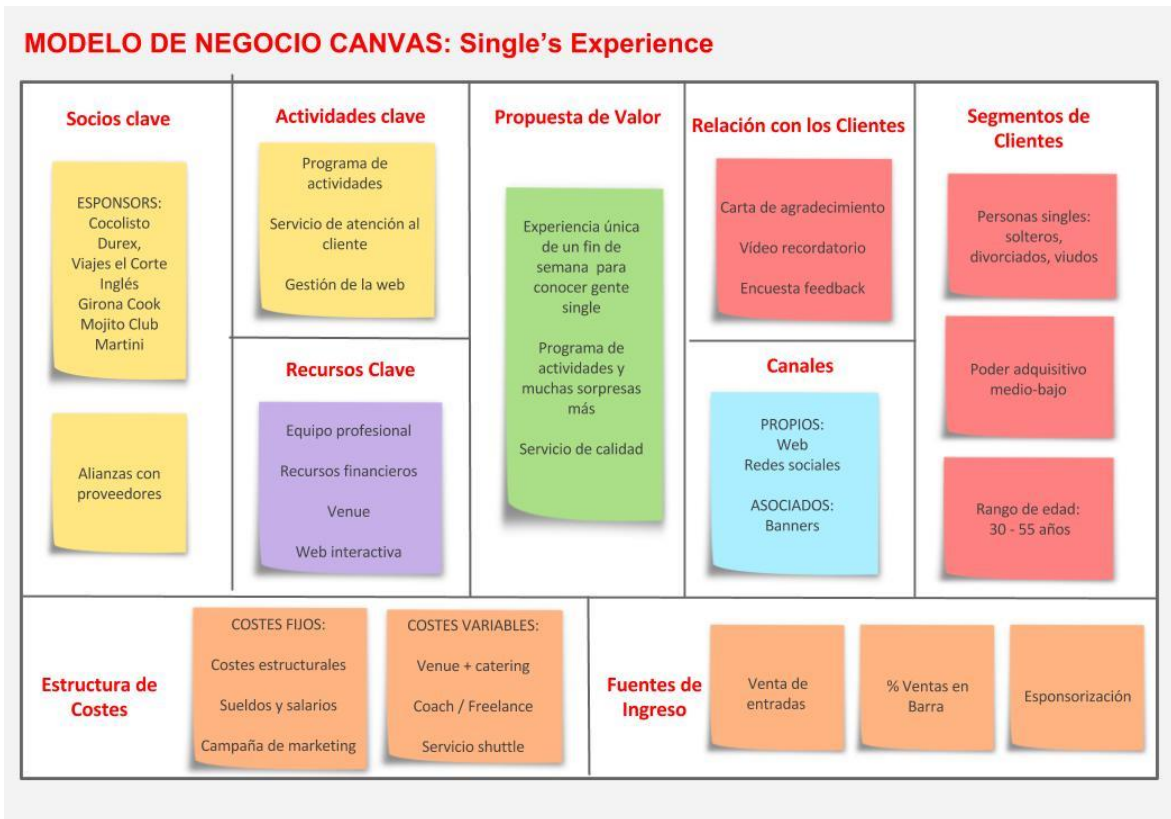 MODELO DE NEGOCIO CANVAS: Single’s Experience
Socios clave
ESPONSORS:
Cocolisto
Durex,
Viajes el Corte
Inglés
Girona Cook
Mojito Club
Martini
Alianzas con
proveedores
Actividades clave
Programa de
actividades
Servicio de atención al
cliente
Gestión de la web
Recursos Clave
Equipo profesional
Recursos financieros
Venue
Web interactiva
Propuesta de Valor
Experiencia única
de un fin de
semana para
conocer gente
single
Programa de
actividades y
muchas sorpresas
más
Servicio de calidad
Relación con los Clientes
Carta de agradecimiento
Vídeo recordatorio
Encuesta feedback
Canales
PROPIOS:
Web
Redes sociales
ASOCIADOS:
Banners
Segmentos de
Clientes
Personas singles:
solteros,
divorciados, viudos
Poder adquisitivo
medio-bajo
Rango de edad:
30 - 55 años
Estructura de
Costes
COSTES FIJOS:
Costes estructurales
Sueldos y salarios
Campaña de marketing
COSTES VARIABLES:
Venue + catering
Coach / Freelance
Servicio shuttle
Fuentes de
Ingreso
Venta de
entradas
% Ventas en
Barra
Esponsorización